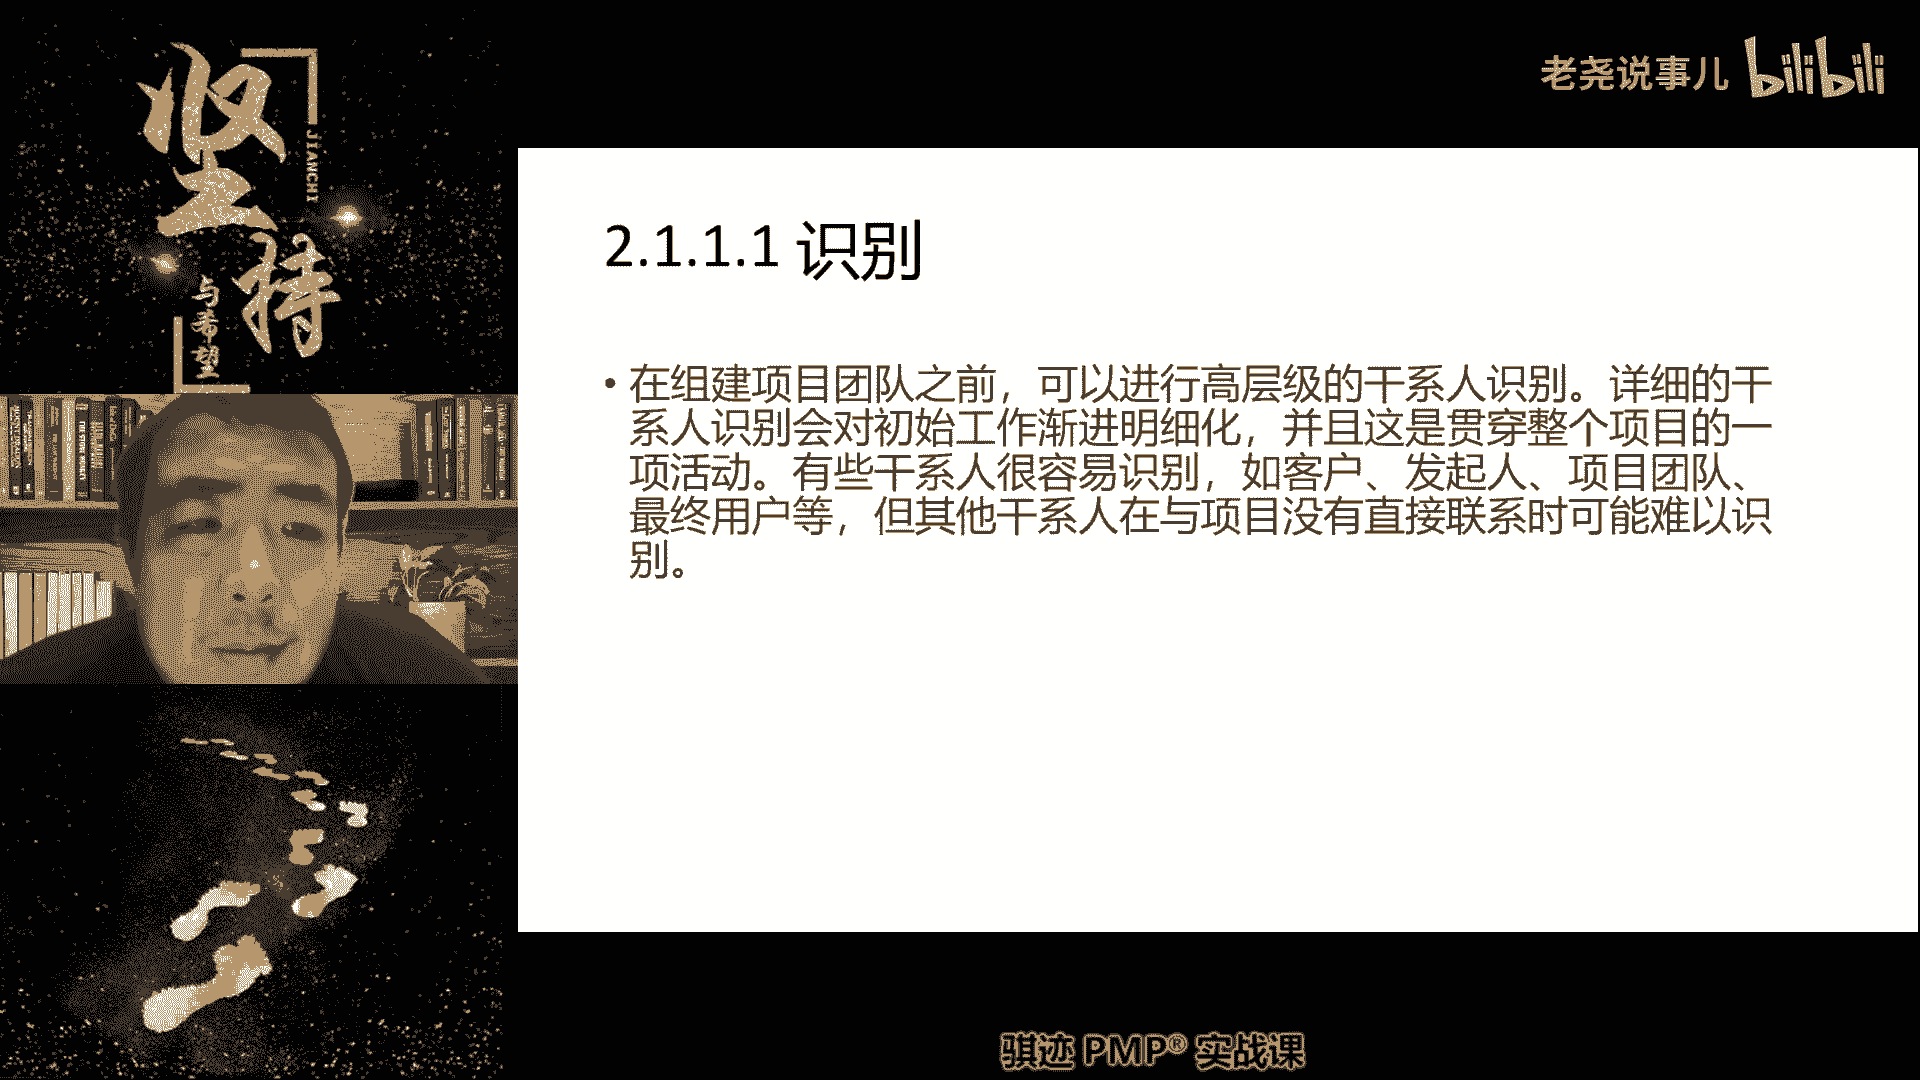 坚持
JIANCHI
与希望
老尧说事儿 bilibili
2.1.1.1 识别
• 在组建项目团队之前，可以进行高层级的干系人识别。详细的干
系人识别会对初始工作渐进明细化，并且这是贯穿整个项目的一
项活动。有些干系人很容易识别，如客户、发起人、项目团队、
最终用户等，但其他干系人在与项目没有直接联系时可能难以识
别。
骐迹 PMP® 实战课